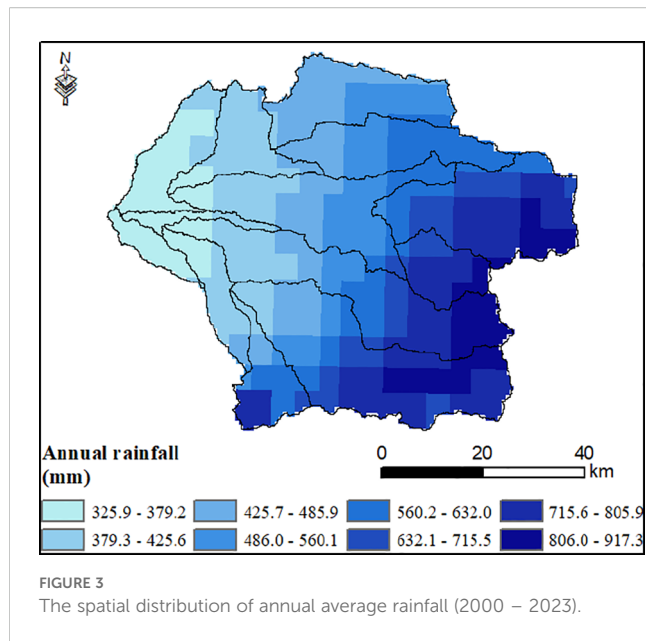 N
Annual rainfall
(mm)
0 20 40
km
325.9 - 379.2 425.7 - 485.9 560.2 - 632.0 715.6 - 805.9
379.3 - 425.6 486.0 - 560.1 632.1 - 715.5 806.0 - 917.3
FIGURE 3
The spatial distribution of annual average rainfall (2000 – 2023).